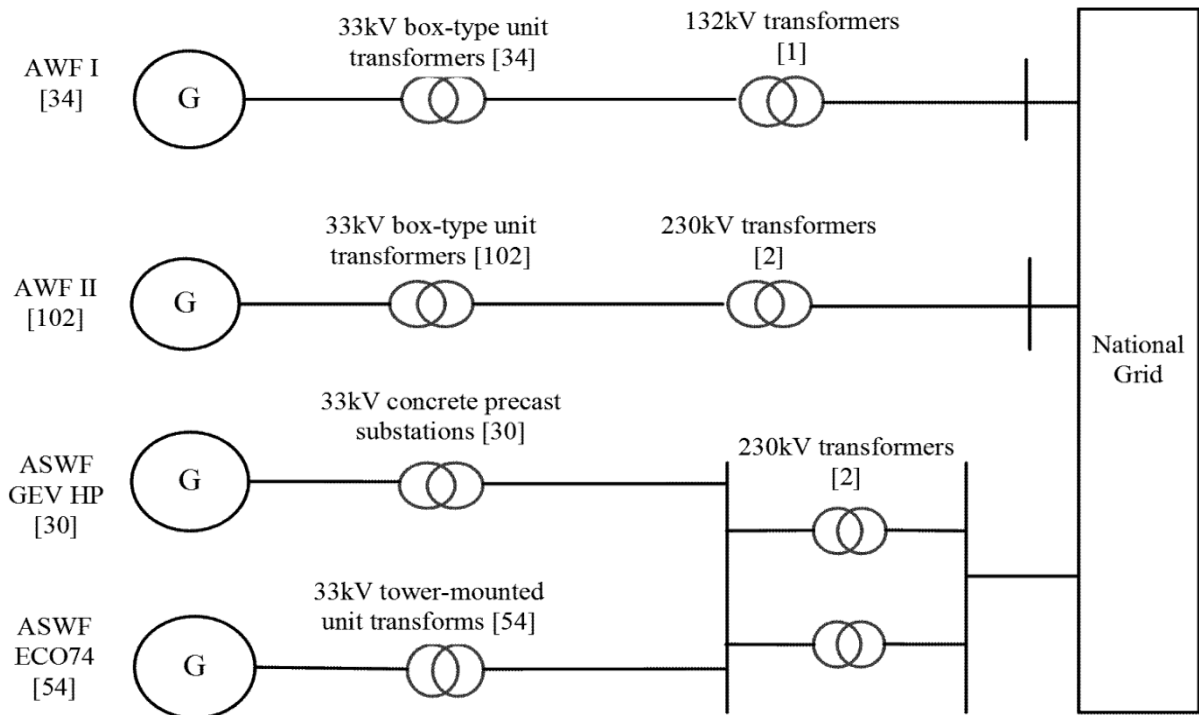 33kV box-type unit
transformers [34]
132kV transformers
[1]
AWF I
[34]
G
33kV box-type unit
transformers [102]
230kV transformers
[2]
AWF II
[102]
G
National
Grid
33kV concrete precast
substations [30]
ASWF
GEV HP
[30]
G
230kV transformers
[2]
33kV tower-mounted
unit transforms [54]
ASWF
ECO74
[54]
G